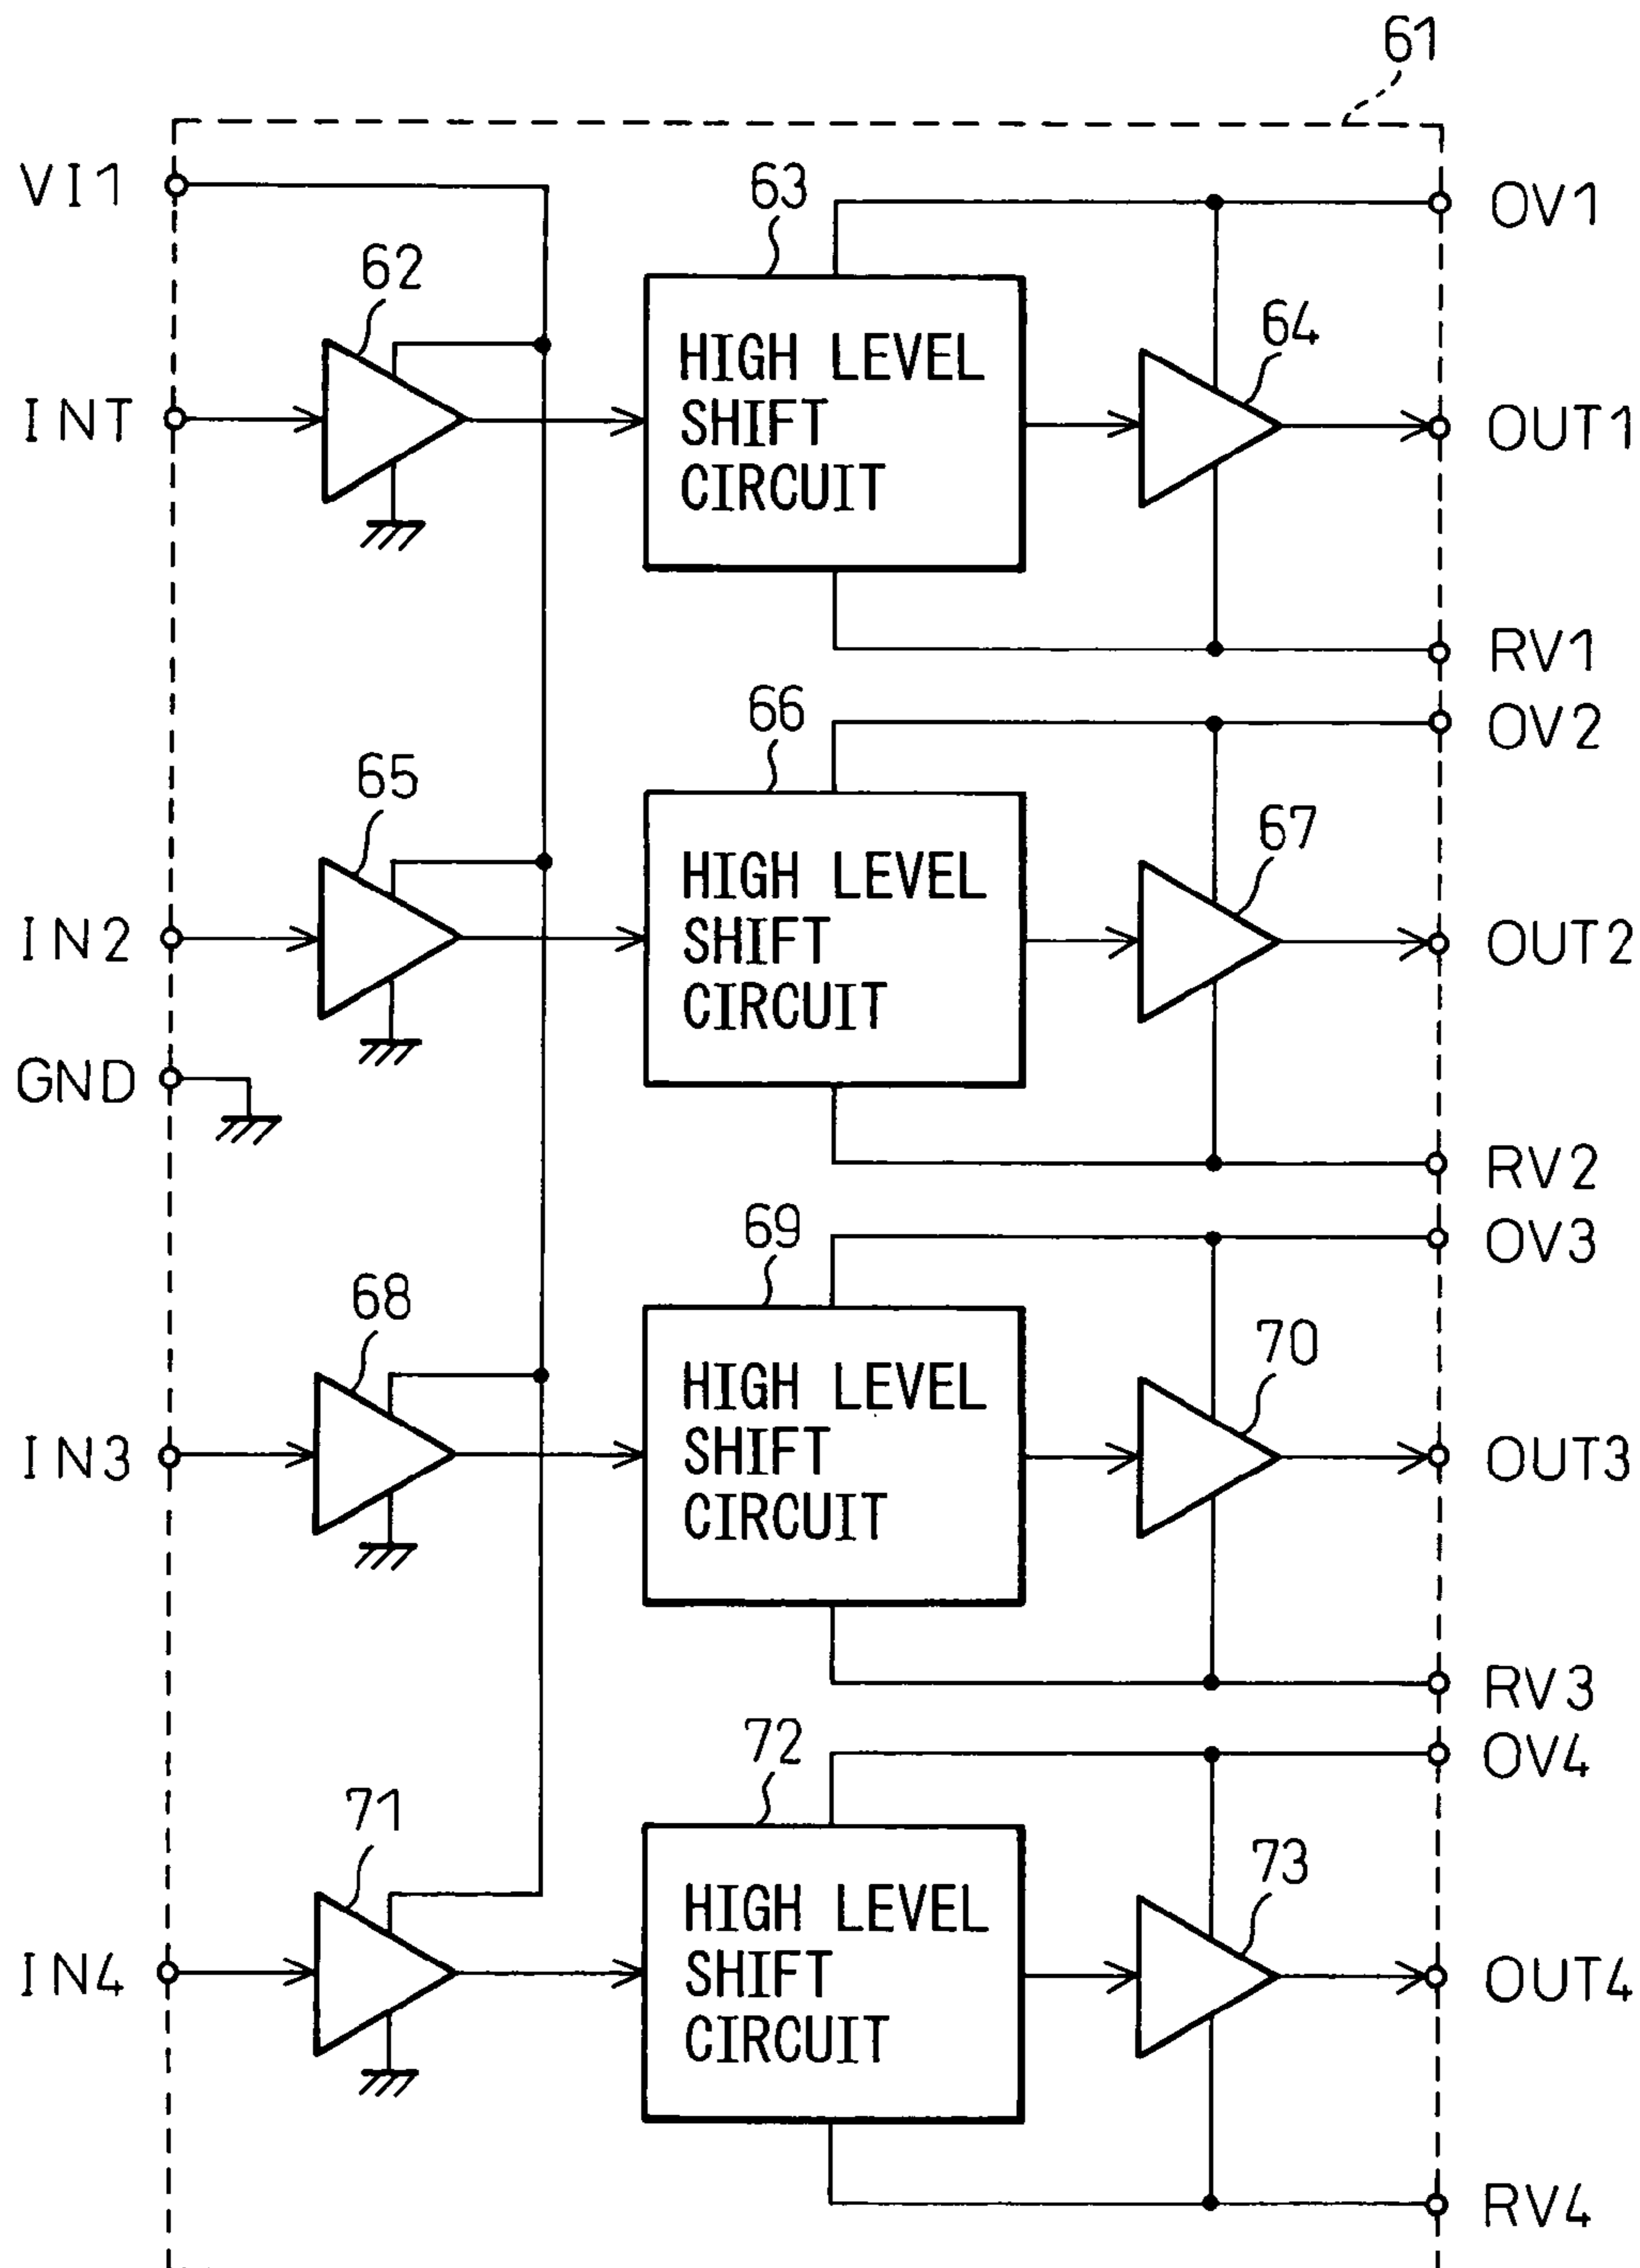 61
VI1
63
OV1
62
64
HIGH LEVEL
SHIFT
CIRCUIT
INT
OUT1
RV1
66
OV2
65
67
HIGH LEVEL
SHIFT
CIRCUIT
IN2
OUT2
GND
RV2
69
OV3
68
70
HIGH LEVEL
SHIFT
CIRCUIT
IN3
OUT3
RV3
72
OV4
71
73
HIGH LEVEL
SHIFT
CIRCUIT
IN4
OUT4
RV4